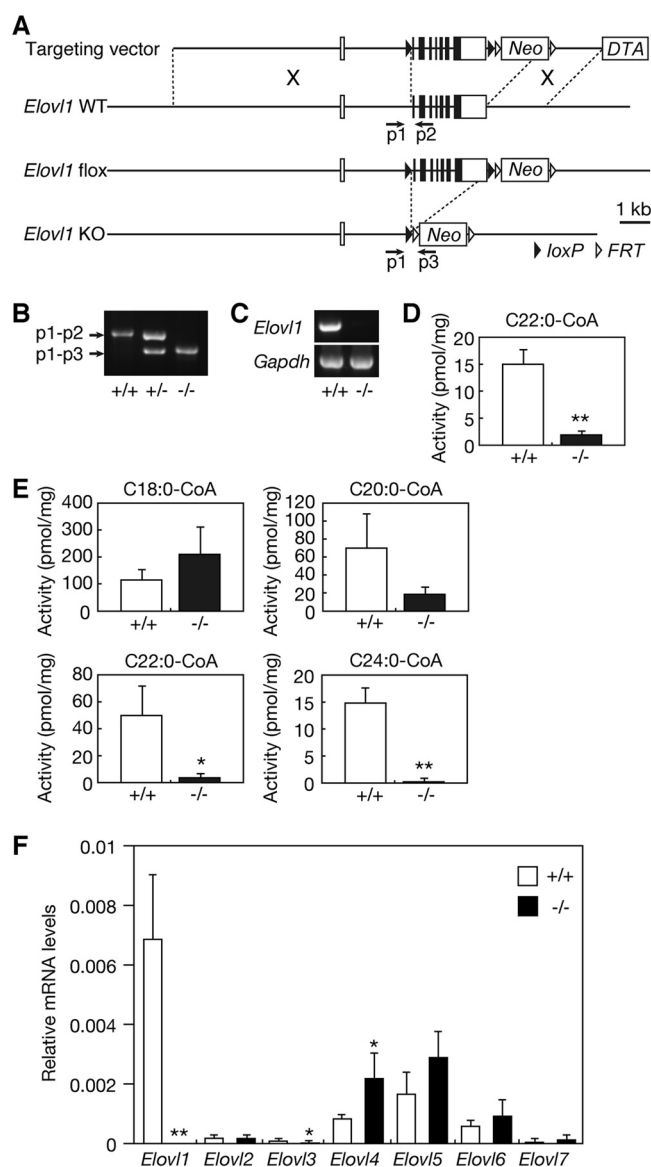 A
Targeting vector Neo DTA
X X
Elovl1 WT
p1 p2
Elovl1 flox Neo
1 kb
Elovl1 KO Neo
p1 p3 loxP FRT
B
p1-p2
p1-p3
+/+ +/- -/-
C
Elovl1
Gapdh
+/+ -/-
D
C22:0-CoA
Activity (pmol/mg)
20
15
10
5
0
**
+/+ -/-
E
C18:0-CoA
Activity (pmol/mg)
400
300
200
100
0
+/+ -/-
C20:0-CoA
Activity (pmol/mg)
120
100
80
60
40
20
0
+/+ -/-
C22:0-CoA
Activity (pmol/mg)
80
60
40
20
0
*
+/+ -/-
C24:0-CoA
Activity (pmol/mg)
20
15
10
5
0
**
+/+ -/-
F
Relative mRNA levels
0.01
0.008
0.006
0.004
0.002
0
+/+
-/-
** * *
Elovl1 Elovl2 Elovl3 Elovl4 Elovl5 Elovl6 Elovl7